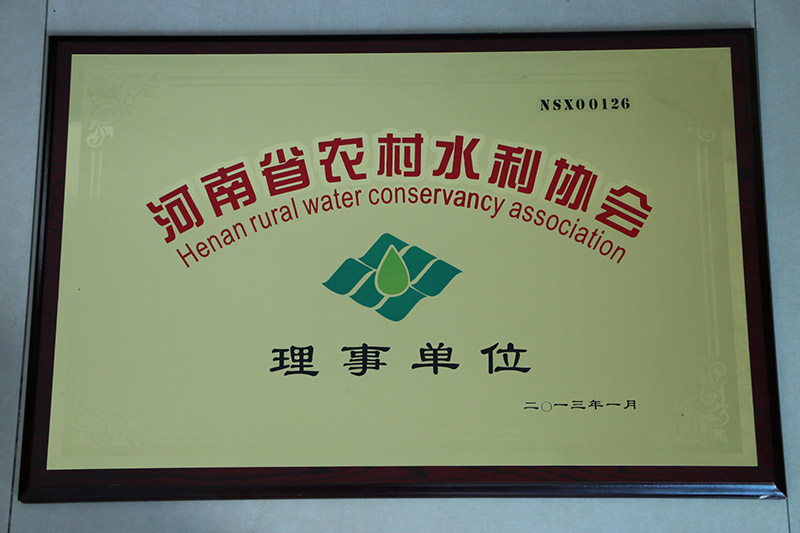 NSX00126
河南省农村水利协会
Henan rural water conservancy association
理事单位
二〇一三年一月